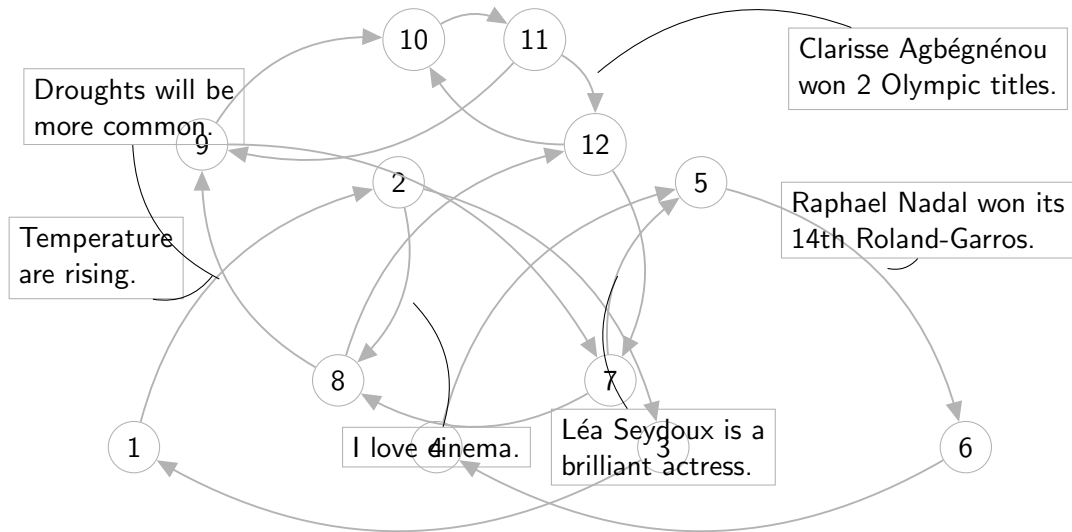 10
11
Clarisse Agbégnénou
won 2 Olympic titles.
Droughts will be
more common.
9
12
2
5
Raphael Nadal won its
14th Roland-Garros.
Temperature
are rising.
8
7
1
I love cinema.
4
Léa Seydoux is a
brilliant actress.
3
6